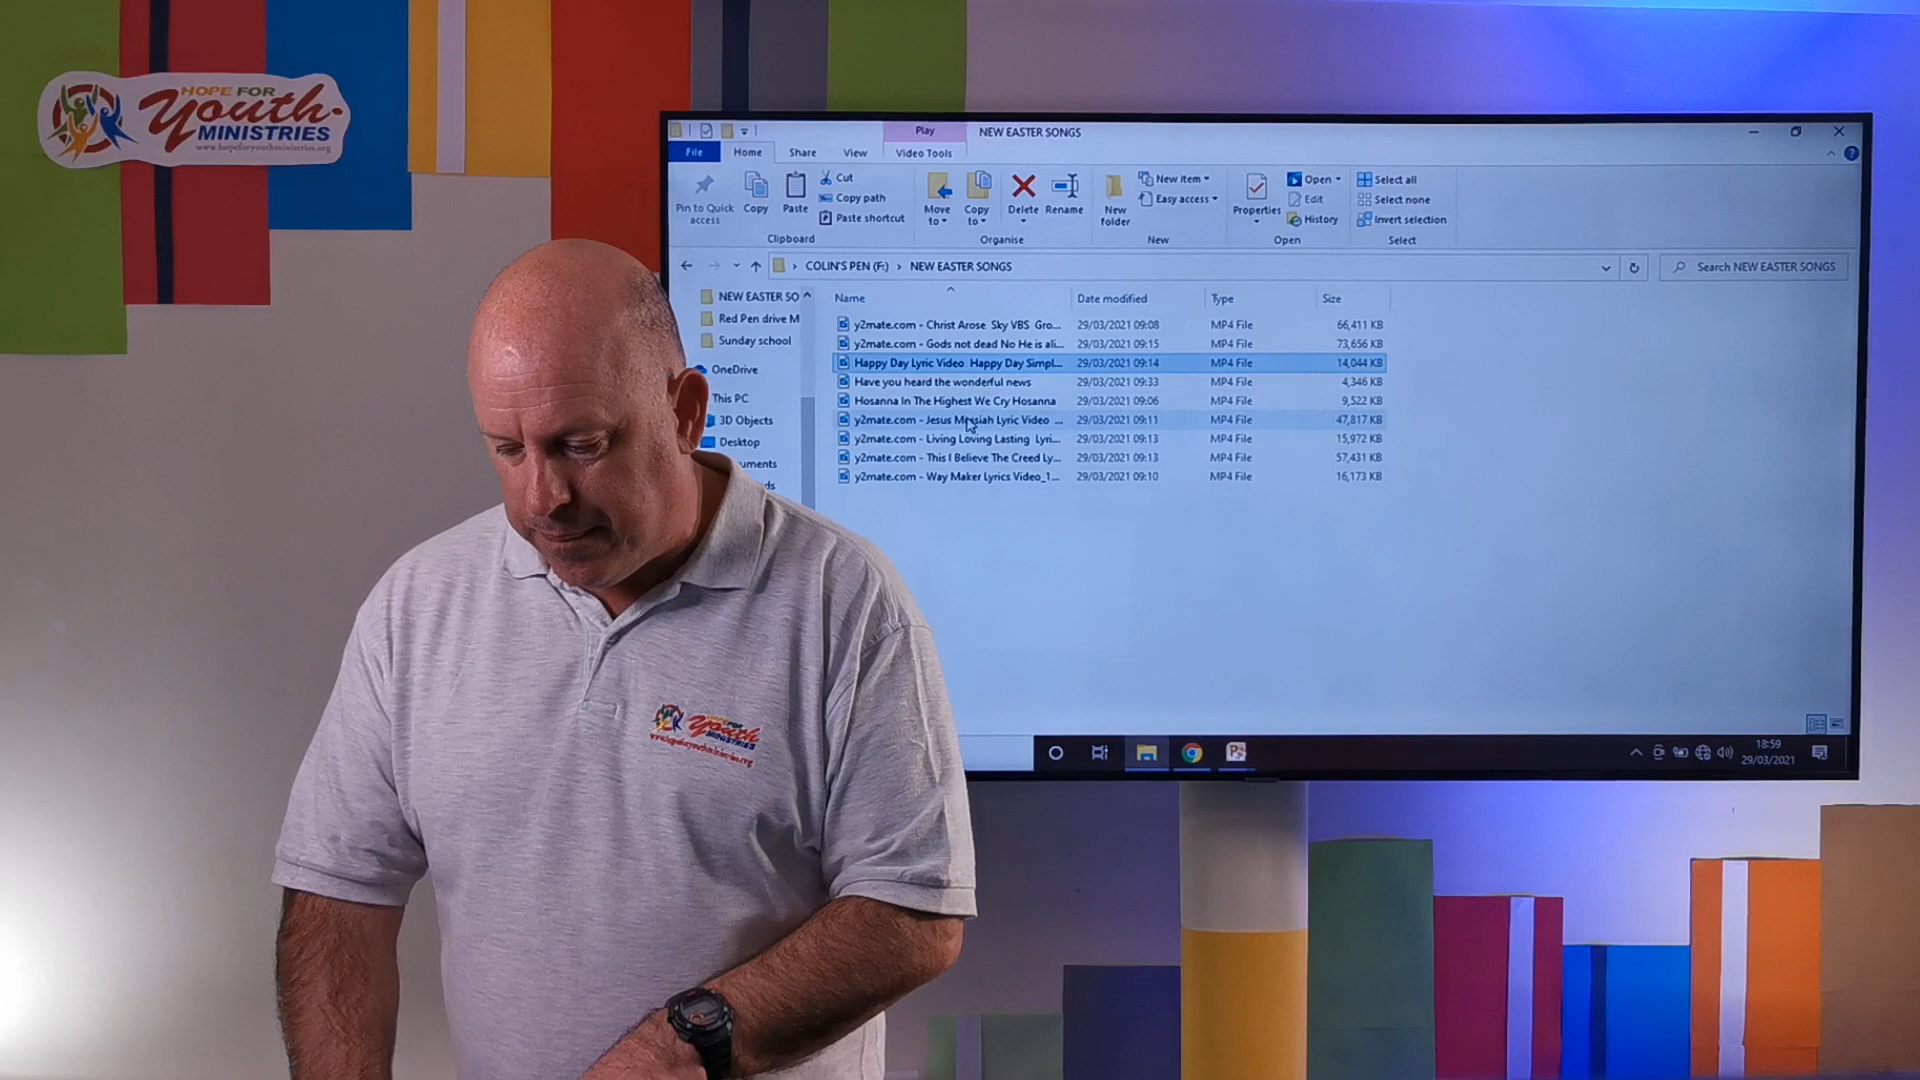 HOPE FOR
Youth
MINISTRIES
www.hopeforyouthministries.org
Play
NEW EASTER SONGS
File
Home
Share
View
Video Tools
Pin to Quick access
Copy
Paste
Cut
Copy path
Paste shortcut
Clipboard
Move to
Copy to
Delete
Rename
Organise
New folder
New item
Easy access
New
Properties
Open
Edit
History
Open
Select all
Select none
Invert selection
Select
COLIN'S PEN (F:) > NEW EASTER SONGS
Search NEW EASTER SONGS
NEW EASTER SO
Red Pen drive M
Sunday school
OneDrive
This PC
3D Objects
Desktop
uments
ds
Name Date modified Type Size
y2mate.com - Christ Arose Sky VBS Gro... 29/03/2021 09:08 MP4 File 66,411 KB
y2mate.com - Gods not dead No He is ali... 29/03/2021 09:15 MP4 File 73,656 KB
Happy Day Lyric Video Happy Day Simpl... 29/03/2021 09:14 MP4 File 14,044 KB
Have you heard the wonderful news 29/03/2021 09:33 MP4 File 4,346 KB
Hosanna In The Highest We Cry Hosanna 29/03/2021 09:06 MP4 File 9,522 KB
y2mate.com - Jesus Messiah Lyric Video ... 29/03/2021 09:11 MP4 File 47,817 KB
y2mate.com - Living Loving Lasting Lyri... 29/03/2021 09:13 MP4 File 15,972 KB
y2mate.com - This I Believe The Creed Ly... 29/03/2021 09:13 MP4 File 57,431 KB
y2mate.com - Way Maker Lyrics Video_1... 29/03/2021 09:10 MP4 File 16,173 KB
18:59
29/03/2021
HOPE FOR
Youth
MINISTRIES
www.hopeforyouthministries.org